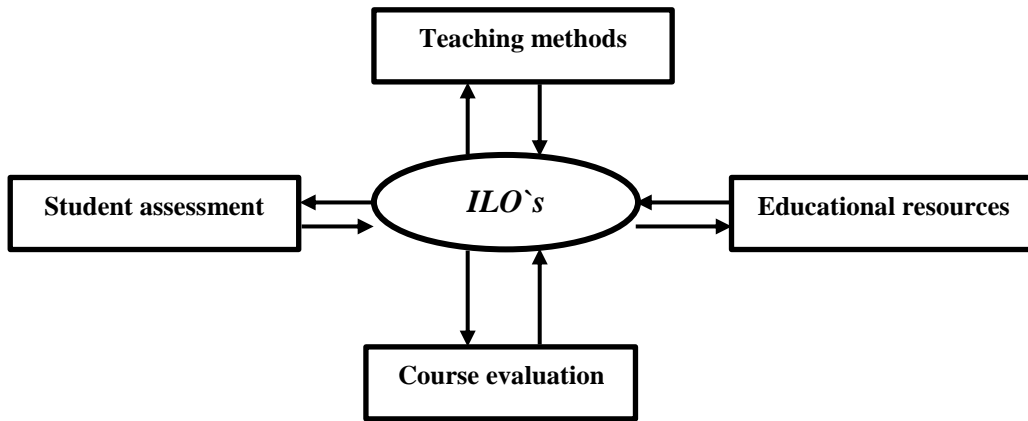 Teaching methods
Student assessment
ILO`s
Educational resources
Course evaluation